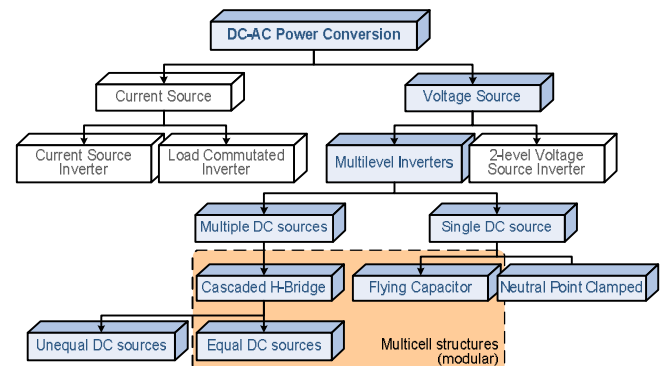 DC-AC Power Conversion
Current Source
Voltage Source
Current Source
Inverter
Load Commutated
Inverter
Multilevel Inverters
2-level Voltage
Source Inverter
Multiple DC sources
Single DC source
Cascaded H-Bridge
Flying Capacitor
Neutral Point Clamped
Unequal DC sources
Equal DC sources
Multicell structures
(modular)